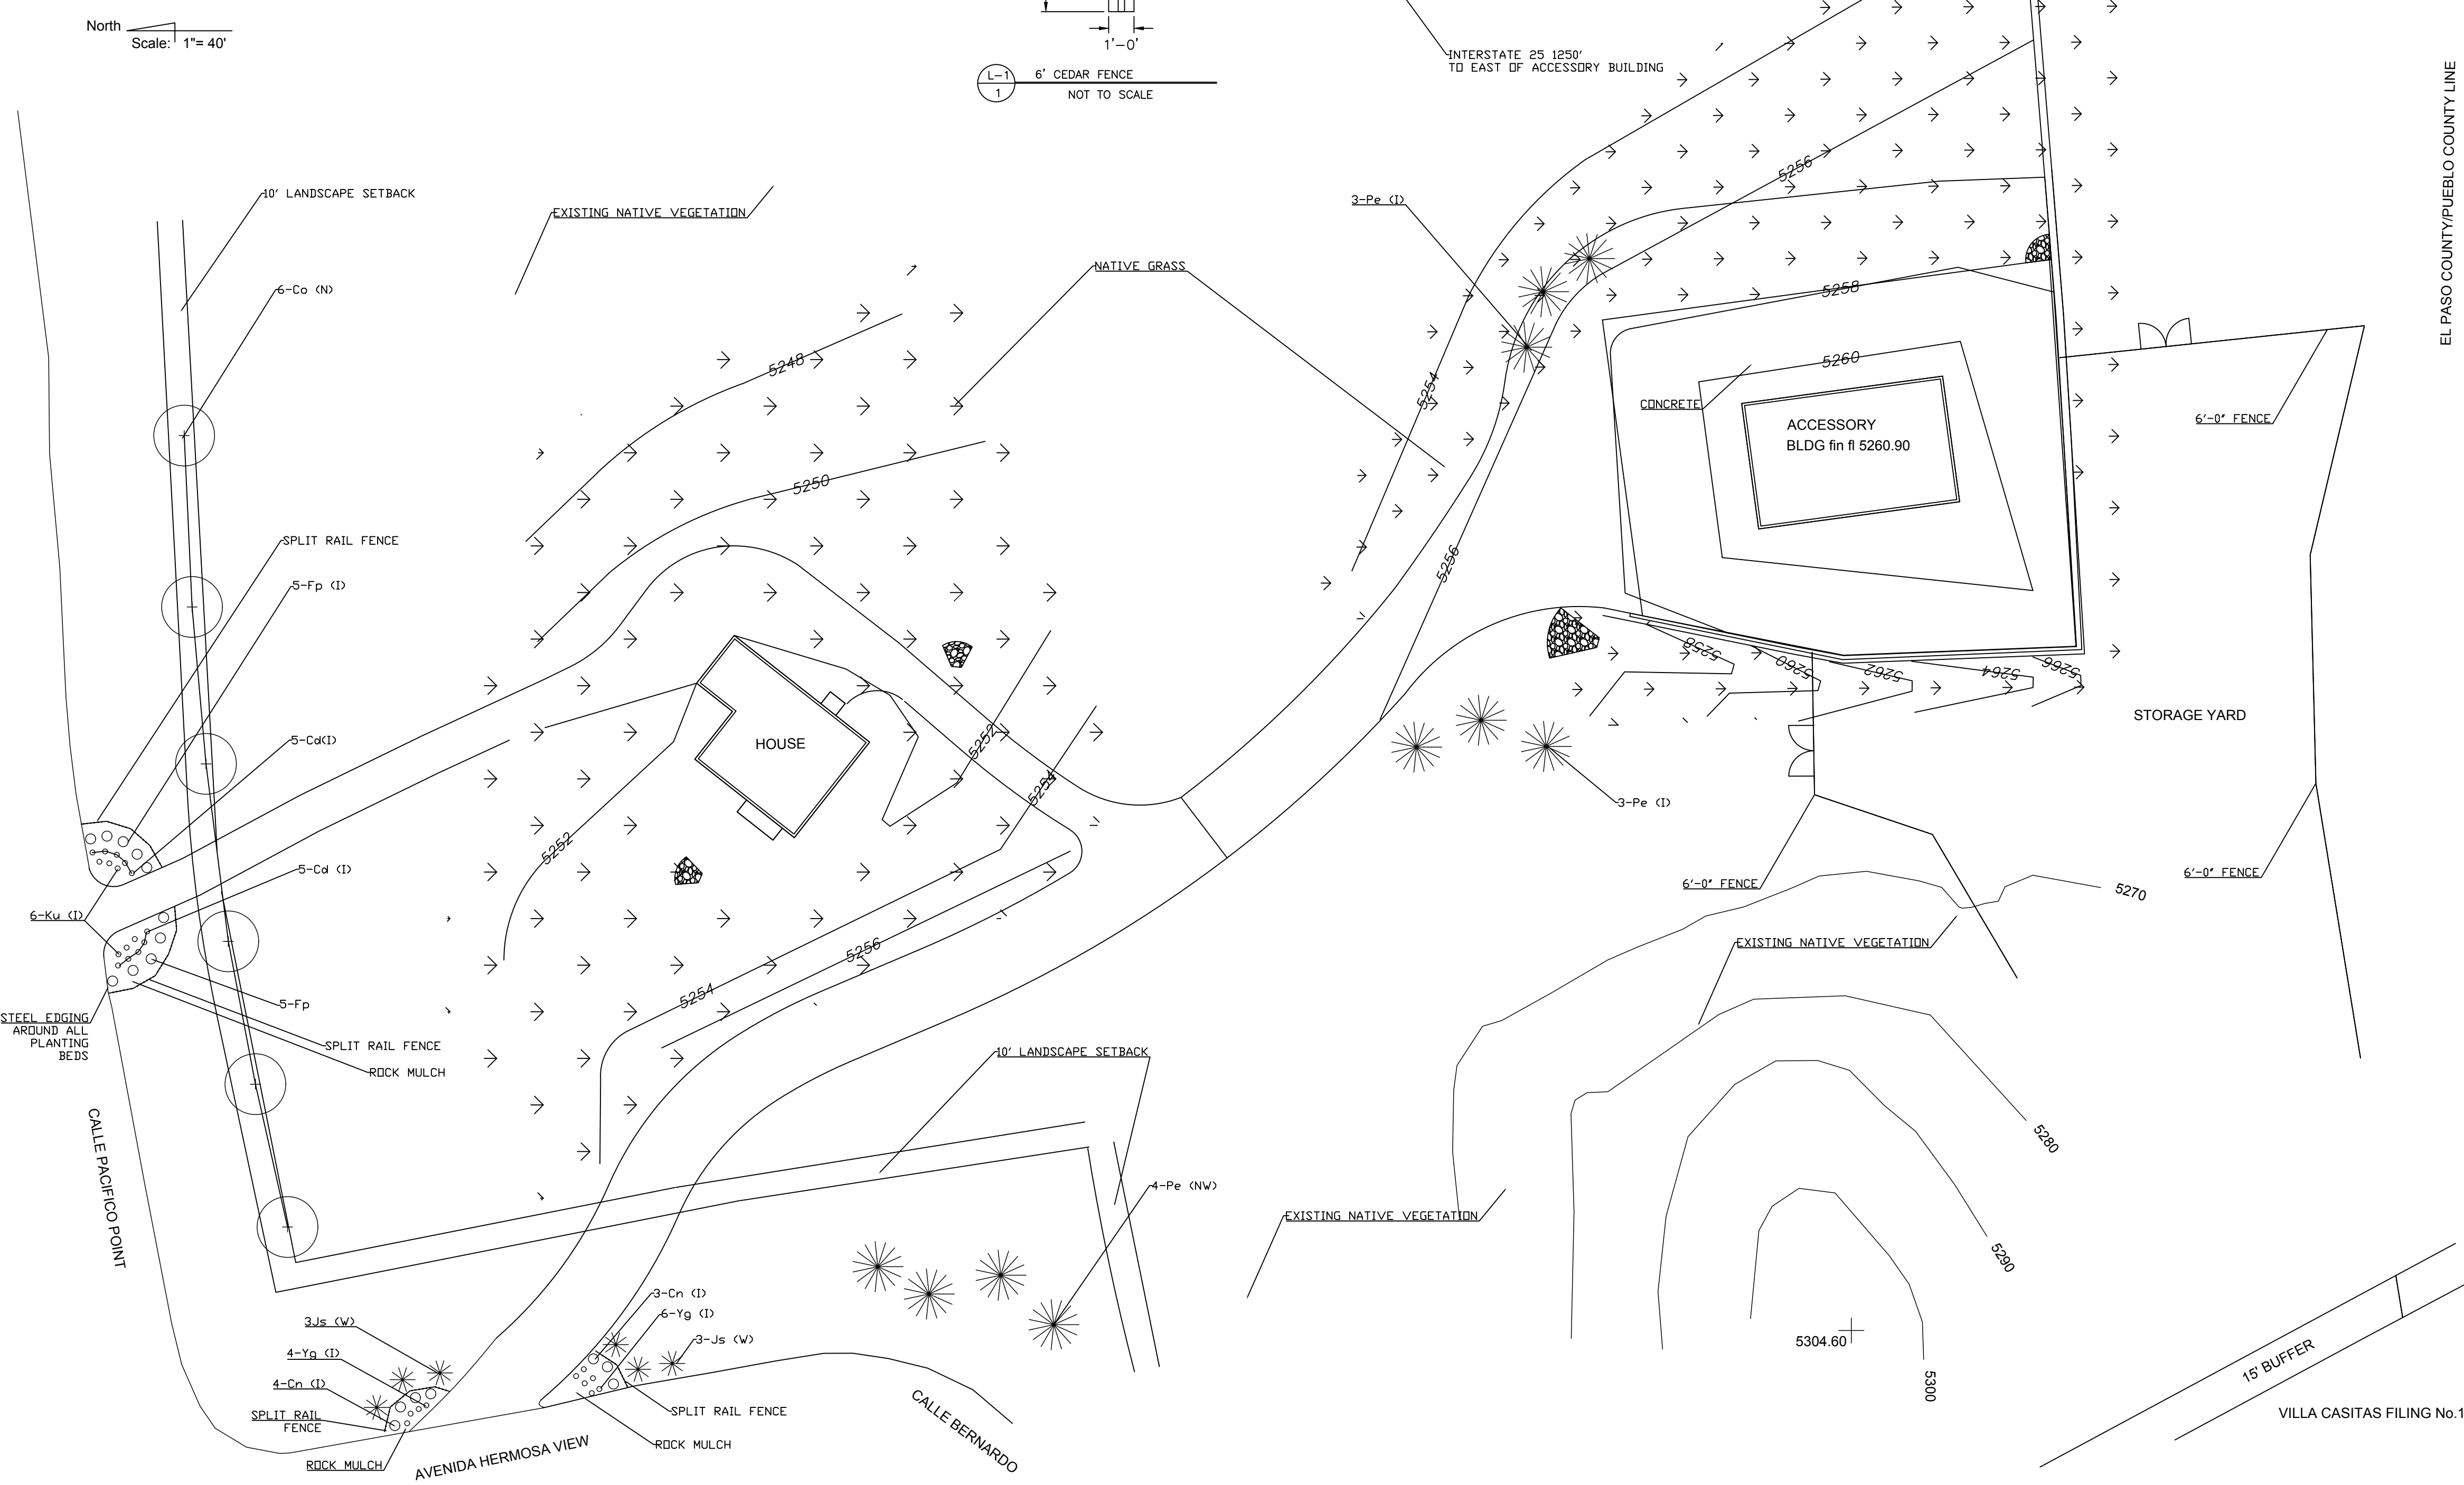 North
Scale: 1"= 40'
1'-0'
L-1
1
6' CEDAR FENCE
NOT TO SCALE
INTERSTATE 25 1250'
TO EAST OF ACCESSORY BUILDING
EL PASO COUNTY/PUEBLO COUNTY LINE
10' LANDSCAPE SETBACK
EXISTING NATIVE VEGETATION
3-Pe (I)
5256
NATIVE GRASS
6-Co (N)
5258
5248
5260
5254
CONCRETE
ACCESSORY
BLDG fin fl 5260.90
6'-0" FENCE
5250
SPLIT RAIL FENCE
5256
5-Fp (I)
5258
5260
5262
5264
5266
STORAGE YARD
5-Cd(I)
HOUSE
5252
5254
3-Pe (I)
5252
5-Cd (I)
6'-0" FENCE
6'-0" FENCE
5270
6-Ku (I)
5256
EXISTING NATIVE VEGETATION
5254
5-Fp
STEEL EDGING
AROUND ALL
PLANTING
BEDS
SPLIT RAIL FENCE
ROCK MULCH
10' LANDSCAPE SETBACK
CALLE PACIFICO POINT
5280
4-Pe (NW)
EXISTING NATIVE VEGETATION
5290
3-Cn (I)
6-Yg (I)
3Js (W)
3-Js (W)
4-Yg (I)
4-Cn (I)
5304.60
5300
15' BUFFER
SPLIT RAIL
FENCE
SPLIT RAIL FENCE
VILLA CASITAS FILING No.1
ROCK MULCH
ROCK MULCH
AVENIDA HERMOSA VIEW
CALLE BERNARDO